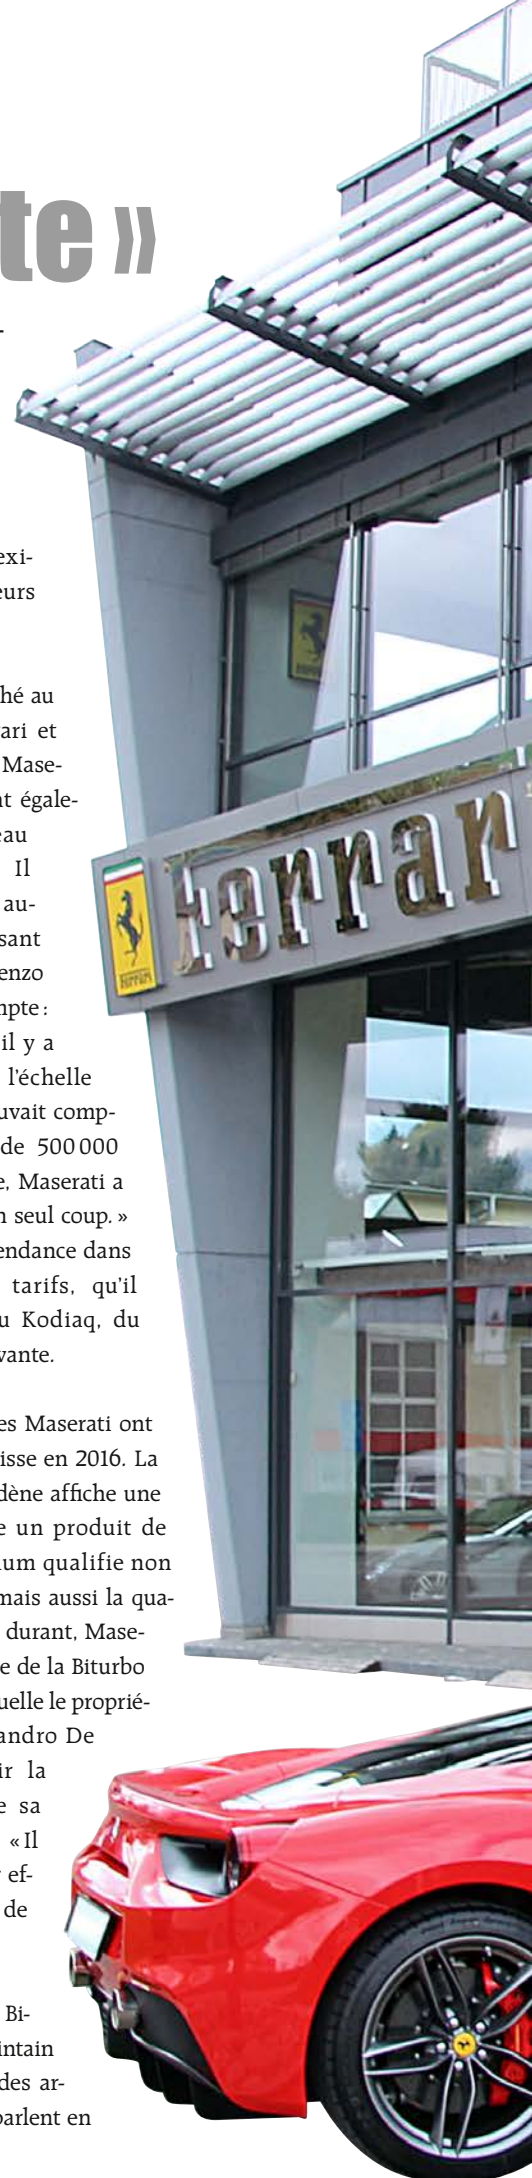 te »
-
exi-
eurs
hé au
ari et
Mase-
nt égale-
eau
Il
au-
sant
enzo
mpte :
il y a
l'échelle
uvait comp-
de 500 000
e, Maserati a
n seul coup. »
endance dans
tarifs, qu'il
u Kodiaq, du
vante.
es Maserati ont
isse en 2016. La
dène affiche une
e un produit de
um qualifie non
mais aussi la qua-
durant, Mase-
e de la Biturbo
uelle le proprié-
andro De
ir la
e sa
« Il
ef-
de
Bi-
intain
des ar-
parlent en
Ferrari
Ferrar